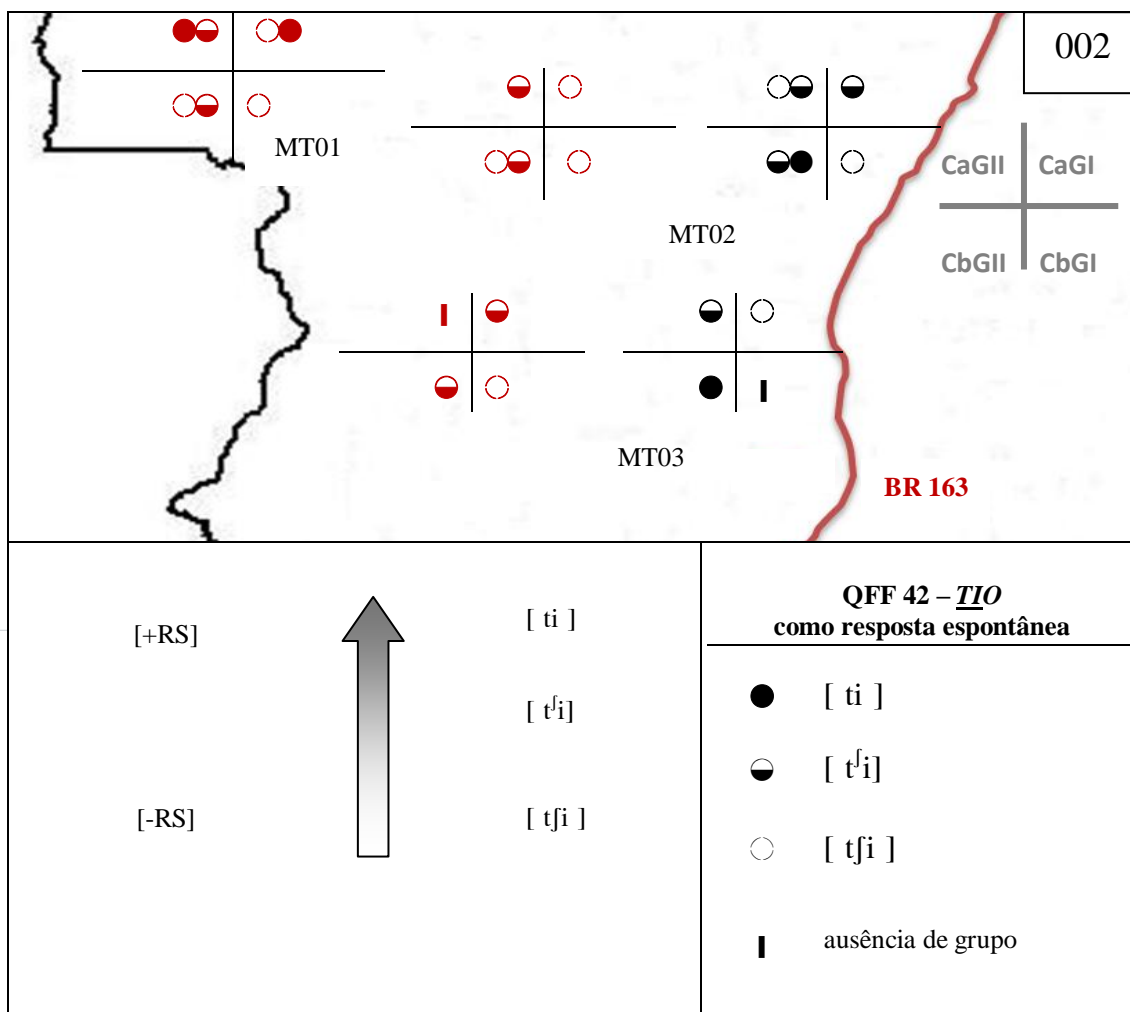 002
CaGII CaGI
CbGII CbGI
MT01
MT02
MT03
BR 163
[+RS]
[-RS]
[ ti ]
[ tᶴi]
[ tʃi ]
QFF 42 – TIO
como resposta espontânea
[ ti ]
[ tᶴi]
[ tʃi ]
ausência de grupo